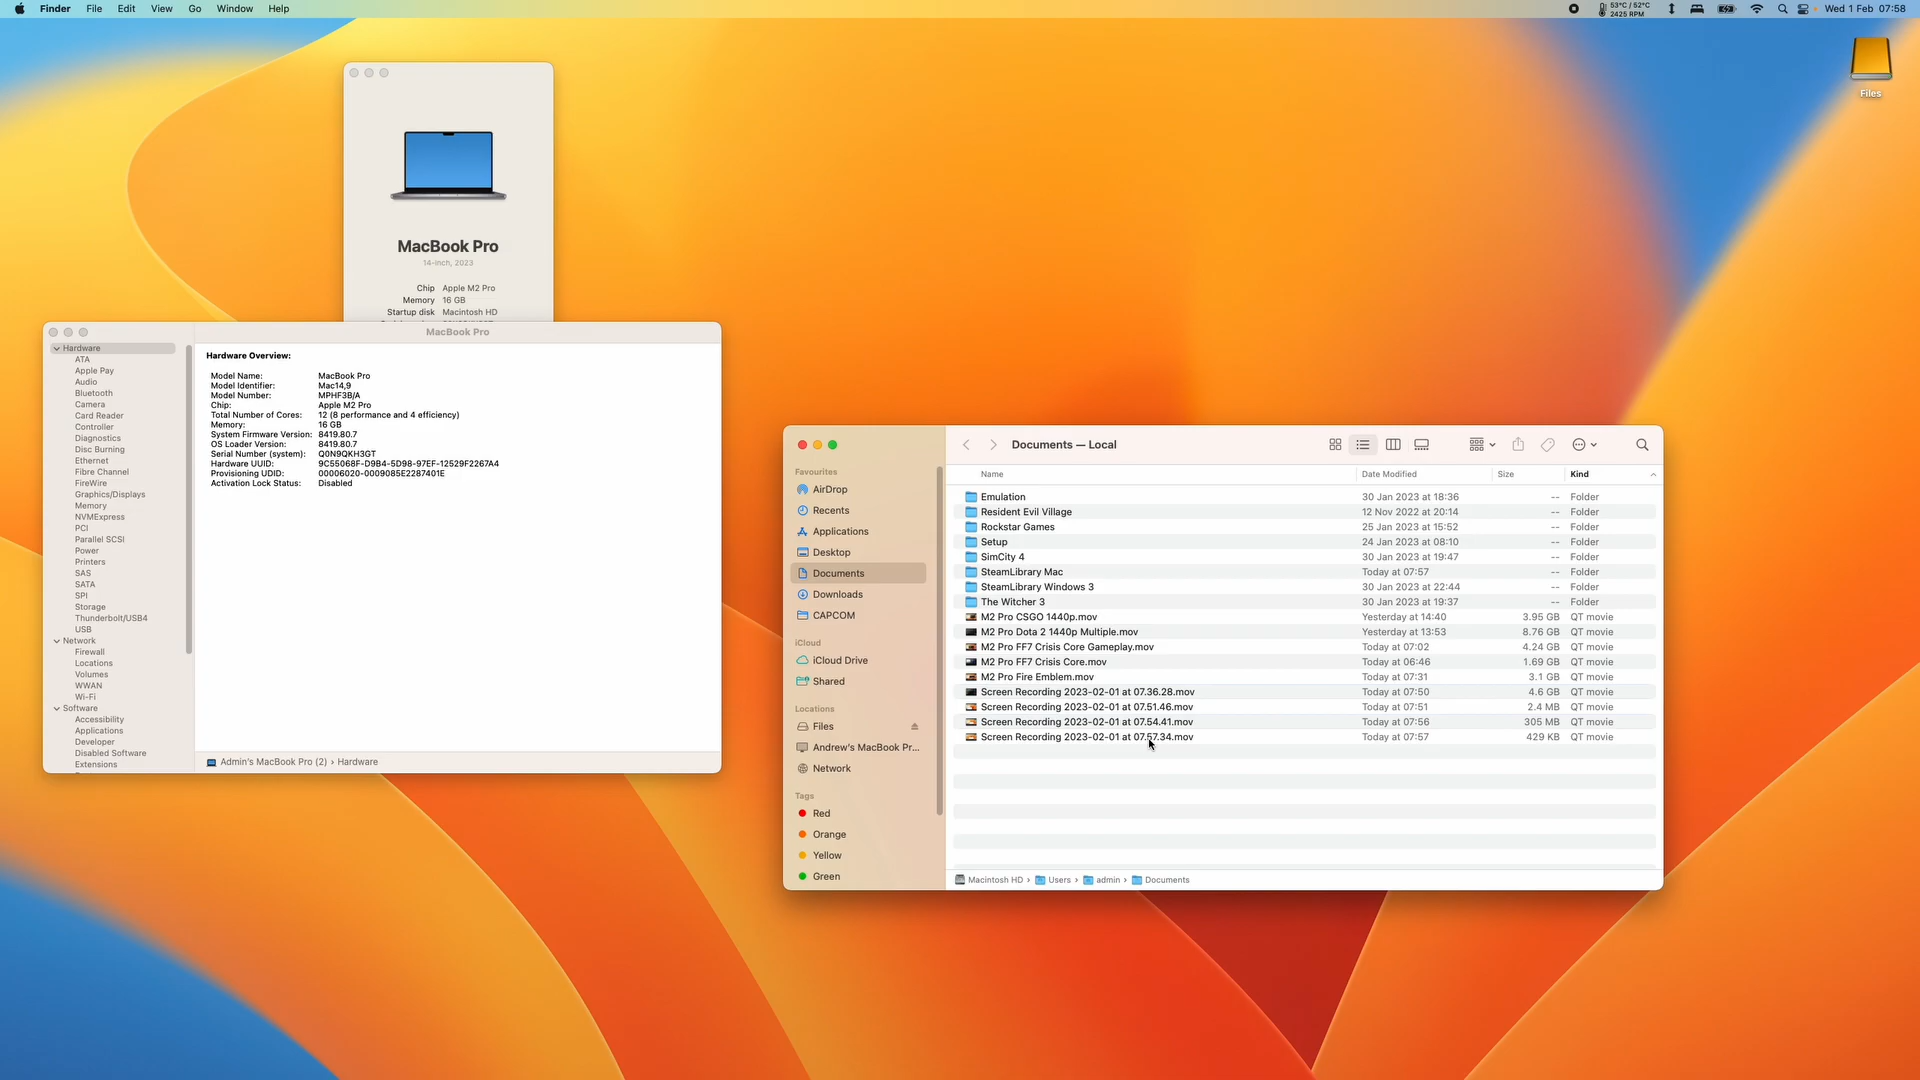 Finder File Edit View Go Window Help
53°C / 52°C
2425 RPM
Wed 1 Feb 07:58
Files
MacBook Pro
14-inch, 2023
Chip Apple M2 Pro
Memory 16 GB
Startup disk Macintosh HD
MacBook Pro
Hardware
ATA
Apple Pay
Audio
Bluetooth
Camera
Card Reader
Controller
Diagnostics
Disc Burning
Ethernet
Fibre Channel
FireWire
Graphics/Displays
Memory
NVMExpress
PCI
Parallel SCSI
Power
Printers
SAS
SATA
SPI
Storage
Thunderbolt/USB4
USB
Network
Firewall
Locations
Volumes
WWAN
Wi-Fi
Software
Accessibility
Applications
Developer
Disabled Software
Extensions
Hardware Overview:
Model Name: MacBook Pro
Model Identifier: Mac14,9
Model Number: MPHF3B/A
Chip: Apple M2 Pro
Total Number of Cores: 12 (8 performance and 4 efficiency)
Memory: 16 GB
System Firmware Version: 8419.80.7
OS Loader Version: 8419.80.7
Serial Number (system): Q0N9QKH3GT
Hardware UUID: 9C55068F-D9B4-5D98-97EF-12529F2267A4
Provisioning UDID: 00006020-0009085E2287401E
Activation Lock Status: Disabled
Admin's MacBook Pro (2) › Hardware
Documents — Local
Favourites
AirDrop
Recents
Applications
Desktop
Documents
Downloads
CAPCOM
iCloud
iCloud Drive
Shared
Locations
Files
Andrew's MacBook Pr...
Network
Tags
Red
Orange
Yellow
Green
Name Date Modified Size Kind
Emulation 30 Jan 2023 at 18:36 -- Folder
Resident Evil Village 12 Nov 2022 at 20:14 -- Folder
Rockstar Games 25 Jan 2023 at 15:52 -- Folder
Setup 24 Jan 2023 at 08:10 -- Folder
SimCity 4 30 Jan 2023 at 19:47 -- Folder
SteamLibrary Mac Today at 07:57 -- Folder
SteamLibrary Windows 3 30 Jan 2023 at 22:44 -- Folder
The Witcher 3 30 Jan 2023 at 19:37 -- Folder
M2 Pro CSGO 1440p.mov Yesterday at 14:40 3.95 GB QT movie
M2 Pro Dota 2 1440p Multiple.mov Yesterday at 13:53 8.76 GB QT movie
M2 Pro FF7 Crisis Core Gameplay.mov Today at 07:02 4.24 GB QT movie
M2 Pro FF7 Crisis Core.mov Today at 06:46 1.69 GB QT movie
M2 Pro Fire Emblem.mov Today at 07:31 3.1 GB QT movie
Screen Recording 2023-02-01 at 07.36.28.mov Today at 07:50 4.6 GB QT movie
Screen Recording 2023-02-01 at 07.51.46.mov Today at 07:51 2.4 MB QT movie
Screen Recording 2023-02-01 at 07.54.41.mov Today at 07:56 305 MB QT movie
Screen Recording 2023-02-01 at 07.57.34.mov Today at 07:57 429 KB QT movie
Macintosh HD › Users › admin › Documents